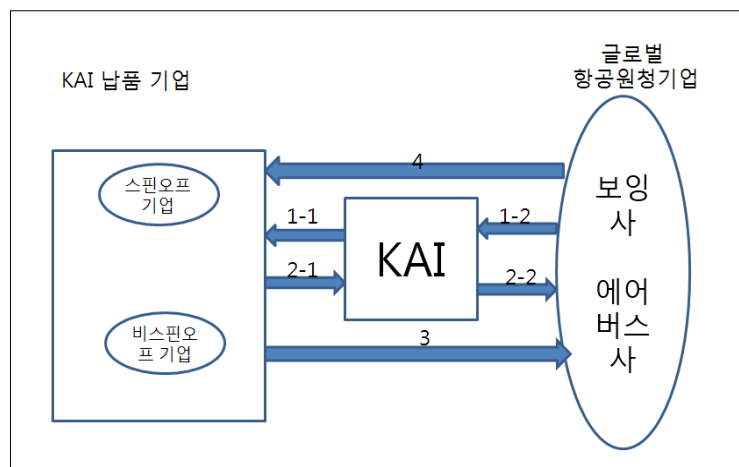 글로벌
항공원청기업
KAI 납품 기업
4
스핀오프
기업
보잉
사
1-1
1-2
KAI
2-1
2-2
에어
버스
사
비스핀오
프 기업
3